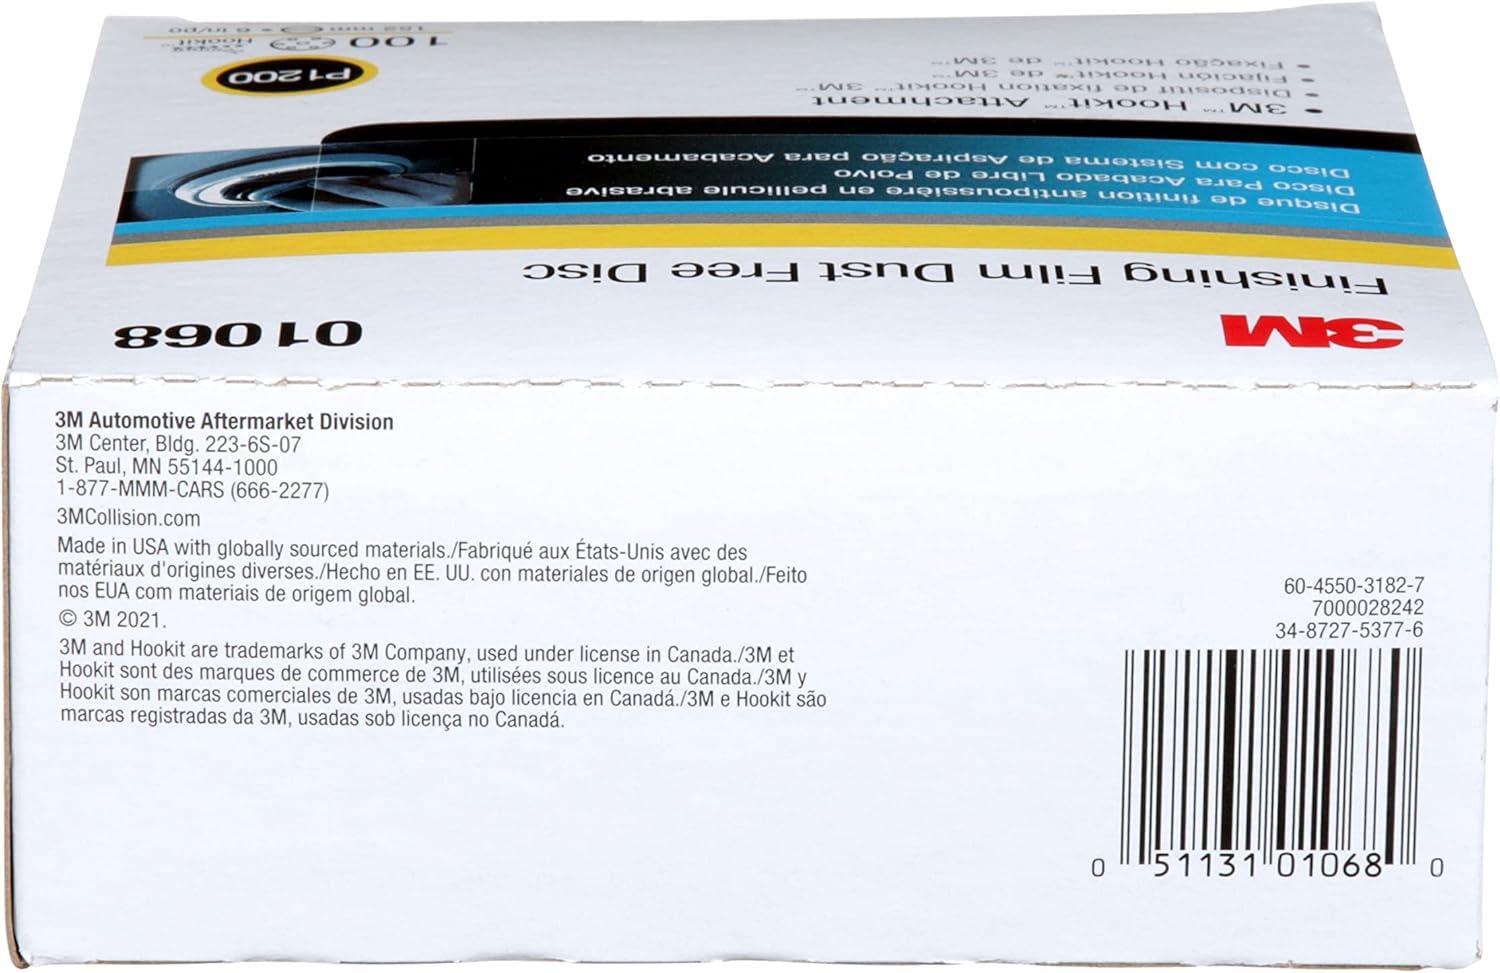 3M
01068
Finishing Film Dust Free Disc
Disque de finition antipoussière en pellicule abrasive
Disco Para Acabado Libre de Polvo
Disco com Sistema de Aspiração para Acabamento
• 3M™ Hookit™ Attachment
• Dispositif de fixation Hookit™ 3M™
• Fijación Hookit™ de 3M™
• Fixação Hookit™ de 3M™
P1200
100
Hookit™
152 mm • 6 in/po
3M Automotive Aftermarket Division
3M Center, Bldg. 223-6S-07
St. Paul, MN 55144-1000
1-877-MMM-CARS (666-2277)
3MCollision.com
Made in USA with globally sourced materials./Fabriqué aux États-Unis avec des
matériaux d'origines diverses./Hecho en EE. UU. con materiales de origen global./Feito
nos EUA com materiais de origem global.
© 3M 2021.
3M and Hookit are trademarks of 3M Company, used under license in Canada./3M et
Hookit sont des marques de commerce de 3M, utilisées sous licence au Canada./3M y
Hookit son marcas comerciales de 3M, usadas bajo licencia en Canadá./3M e Hookit são
marcas registradas da 3M, usadas sob licença no Canadá.
60-4550-3182-7
7000028242
34-8727-5377-6
0 51131 01068 0